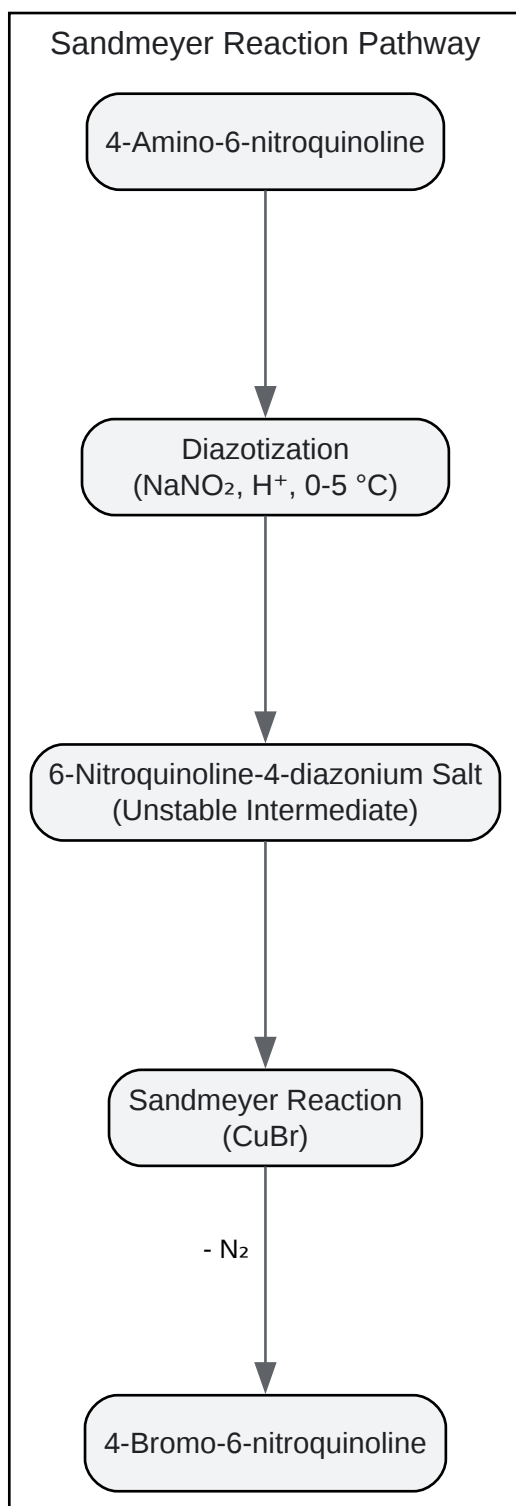 Sandmeyer Reaction Pathway
4-Amino-6-nitroquinoline
Diazotization
(NaNO₂, H⁺, 0-5 °C)
6-Nitroquinoline-4-diazonium Salt
(Unstable Intermediate)
Sandmeyer Reaction
(CuBr)
- N₂
4-Bromo-6-nitroquinoline